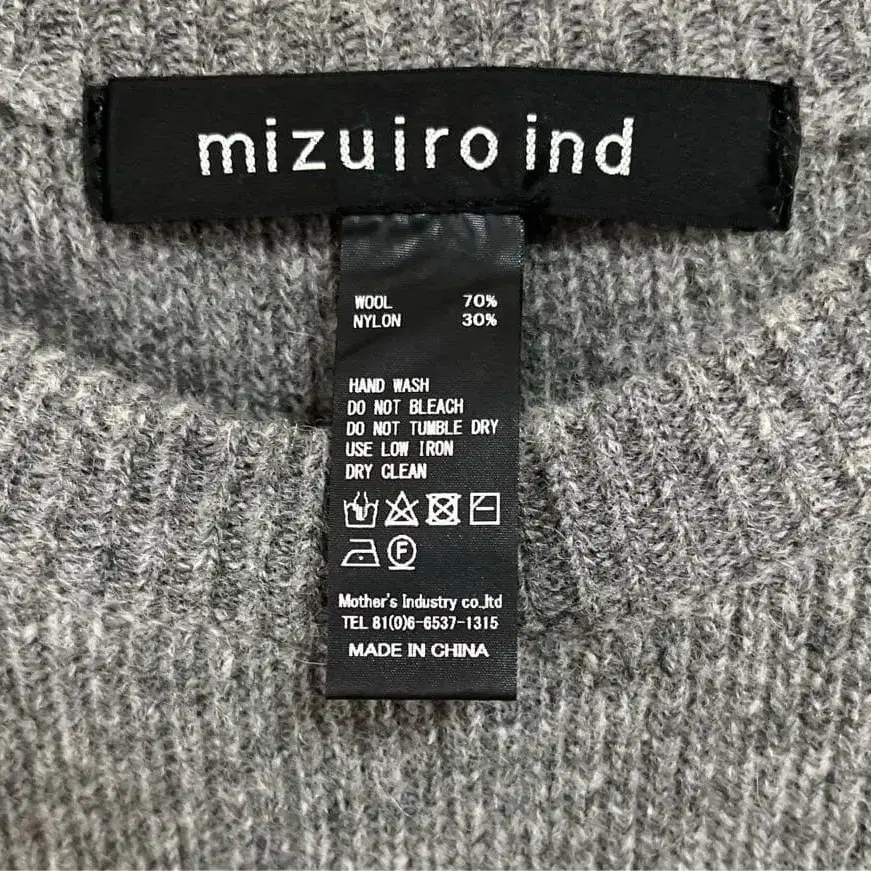 mizuiro ind
WOOL 70%
NYLON 30%
HAND WASH
DO NOT BLEACH
DO NOT TUMBLE DRY
USE LOW IRON
DRY CLEAN
F
Mother's Industry co.,ltd
TEL 81(0)6-6537-1315
MADE IN CHINA